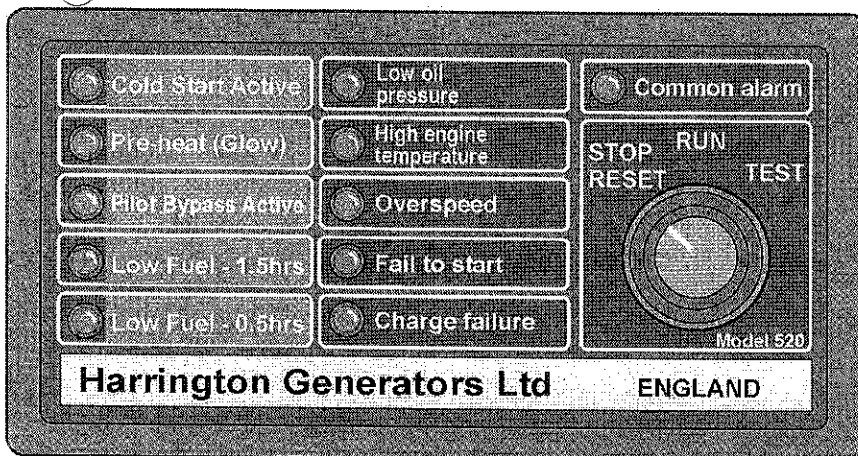 Cold Start Active
Pre-heat (Glow)
Pilot Bypass Active
Low Fuel - 1.5hrs
Low Fuel - 0.5hrs
Low oil
pressure
High engine
temperature
Overspeed
Fail to start
Charge failure
Common alarm
STOP
RESET
RUN
TEST
Model 520
Harrington Generators Ltd
ENGLAND